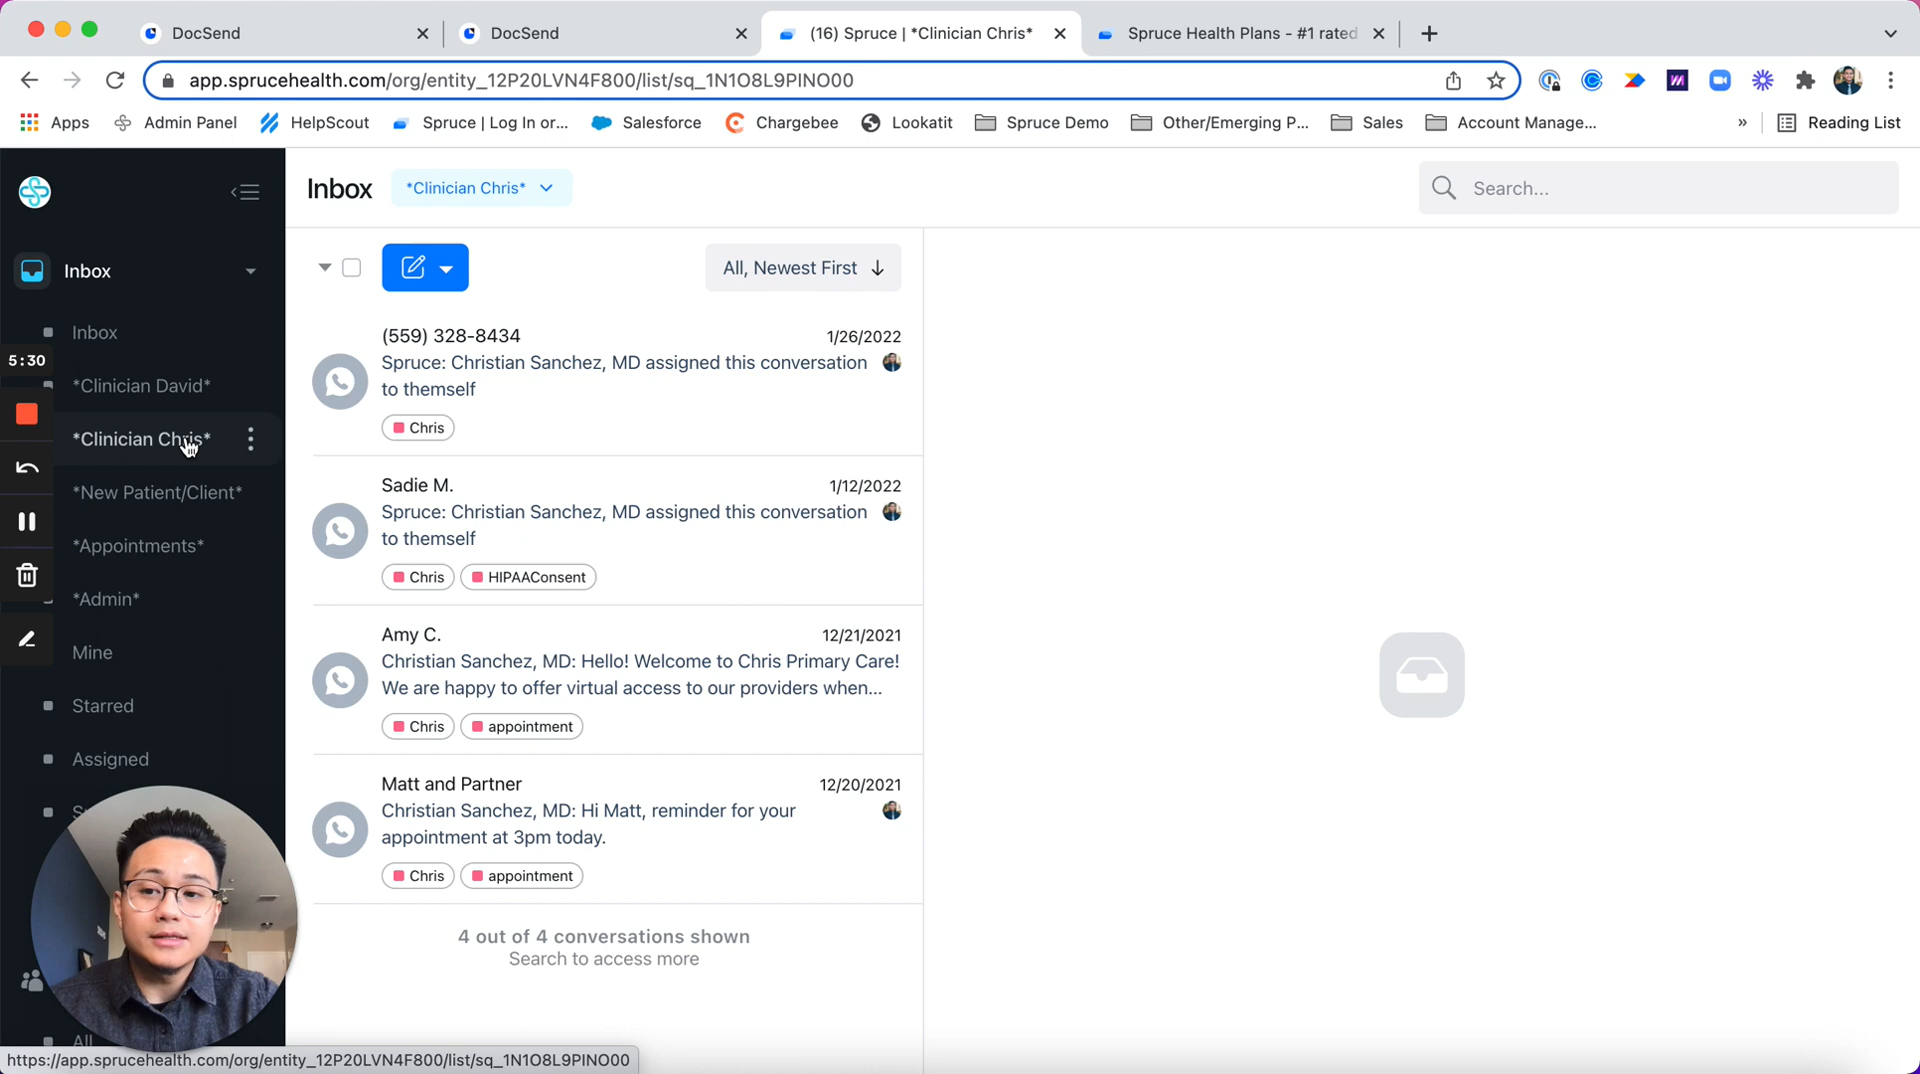 DocSend
DocSend
(16) Spruce | *Clinician Chris*
Spruce Health Plans - #1 rated
app.sprucehealth.com/org/entity_12P20LVN4F800/list/sq_1N1O8L9PINO00
Apps
Admin Panel
HelpScout
Spruce | Log In or...
Salesforce
Chargebee
Lookatit
Spruce Demo
Other/Emerging P...
Sales
Account Manage...
»
Reading List
Inbox
Inbox
*Clinician David*
*Clinician Chris*
*New Patient/Client*
*Appointments*
*Admin*
Mine
Starred
Assigned
All
5:30
Inbox
*Clinician Chris*
Search...
All, Newest First
(559) 328-8434
1/26/2022
Spruce: Christian Sanchez, MD assigned this conversation
to themself
Chris
Sadie M.
1/12/2022
Spruce: Christian Sanchez, MD assigned this conversation
to themself
Chris
HIPAAConsent
Amy C.
12/21/2021
Christian Sanchez, MD: Hello! Welcome to Chris Primary Care!
We are happy to offer virtual access to our providers when...
Chris
appointment
Matt and Partner
12/20/2021
Christian Sanchez, MD: Hi Matt, reminder for your
appointment at 3pm today.
Chris
appointment
4 out of 4 conversations shown
Search to access more
https://app.sprucehealth.com/org/entity_12P20LVN4F800/list/sq_1N1O8L9PINO00